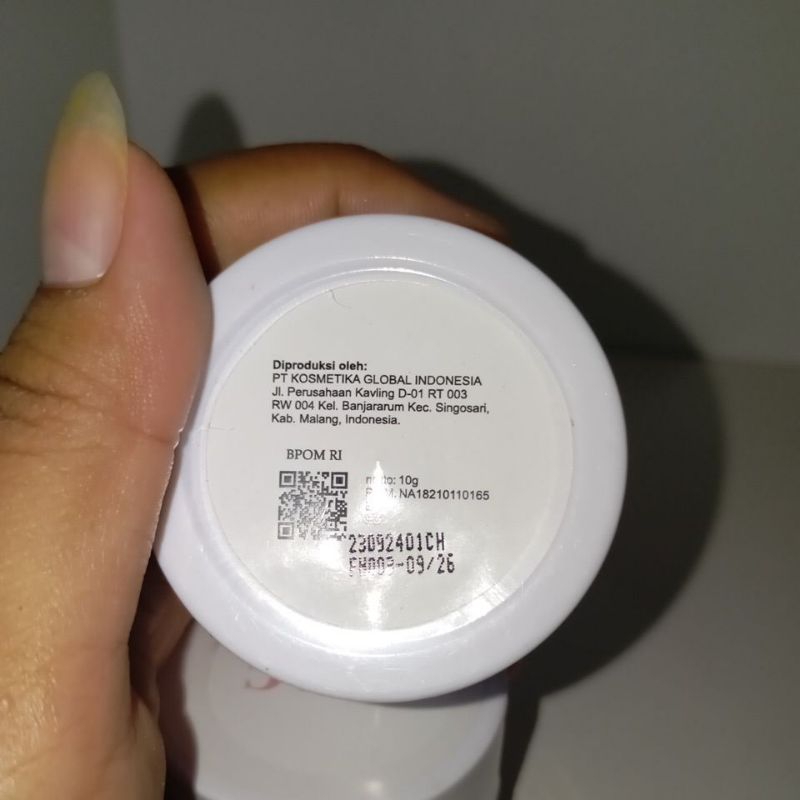 Diproduksi oleh:
PT KOSMETIKA GLOBAL INDONESIA
Jl. Perusahaan Kavling D-01 RT 003
RW 004 Kel. Banjararum Kec. Singosari,
Kab. Malang, Indonesia.
BPOM RI
netto: 10g
NA18210110165
23092401CH
09/26